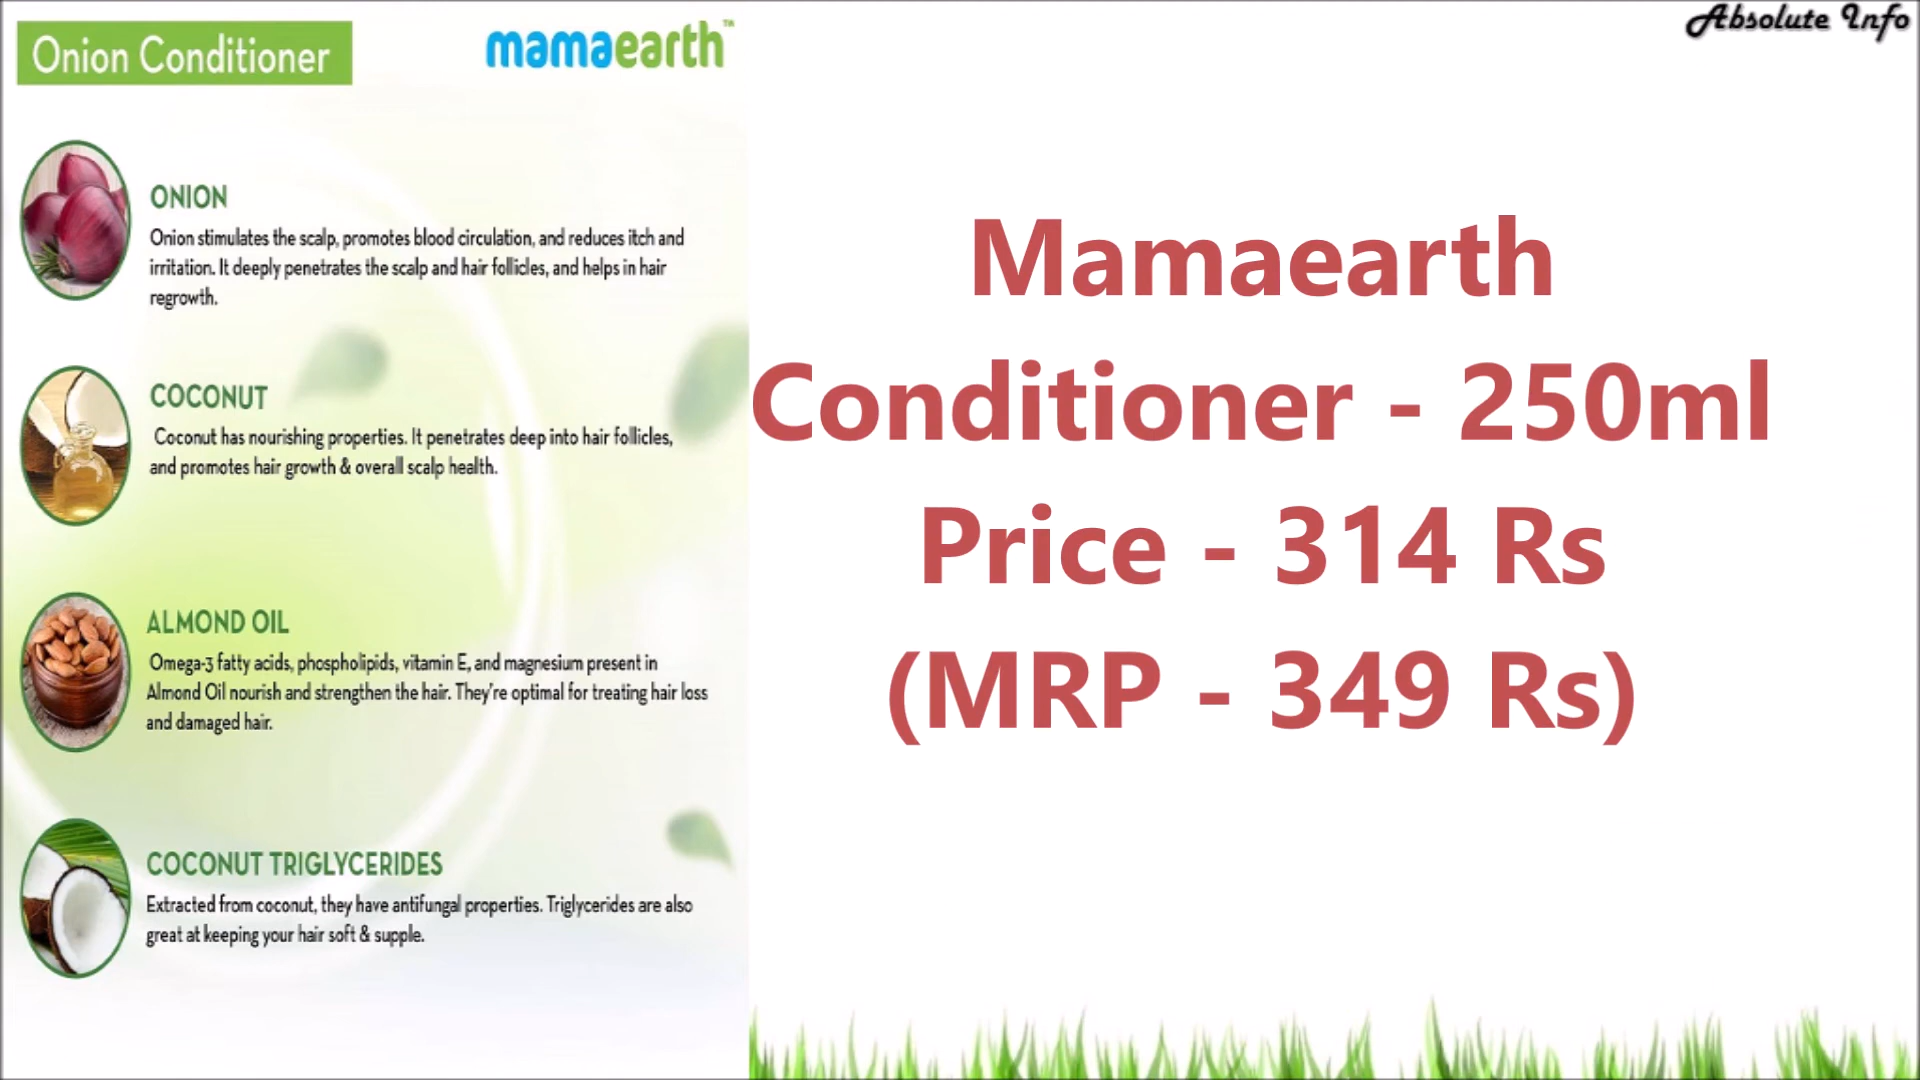 Onion Conditioner
mamaearth™
ONION
Onion stimulates the scalp, promotes blood circulation, and reduces itch and
irritation. It deeply penetrates the scalp and hair follicles, and helps in hair
regrowth.
COCONUT
Coconut has nourishing properties. It penetrates deep into hair follicles,
and promotes hair growth & overall scalp health.
ALMOND OIL
Omega-3 fatty acids, phospholipids, vitamin E, and magnesium present in
Almond Oil nourish and strengthen the hair. They're optimal for treating hair loss
and damaged hair.
COCONUT TRIGLYCERIDES
Extracted from coconut, they have antifungal properties. Triglycerides are also
great at keeping your hair soft & supple.
Absolute Info
Mamaearth
Conditioner - 250ml
Price - 314 Rs
(MRP - 349 Rs)